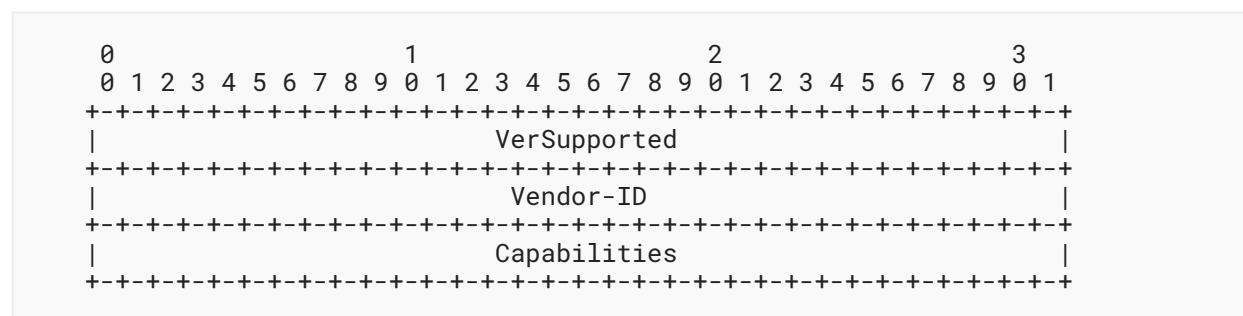 0                   1                   2                   3
 0 1 2 3 4 5 6 7 8 9 0 1 2 3 4 5 6 7 8 9 0 1 2 3 4 5 6 7 8 9 0 1
+-+-+-+-+-+-+-+-+-+-+-+-+-+-+-+-+-+-+-+-+-+-+-+-+-+-+-+-+-+-+-+-+
|                          VerSupported                         |
+-+-+-+-+-+-+-+-+-+-+-+-+-+-+-+-+-+-+-+-+-+-+-+-+-+-+-+-+-+-+-+-+
|                           Vendor-ID                           |
+-+-+-+-+-+-+-+-+-+-+-+-+-+-+-+-+-+-+-+-+-+-+-+-+-+-+-+-+-+-+-+-+
|                          Capabilities                         |
+-+-+-+-+-+-+-+-+-+-+-+-+-+-+-+-+-+-+-+-+-+-+-+-+-+-+-+-+-+-+-+-+